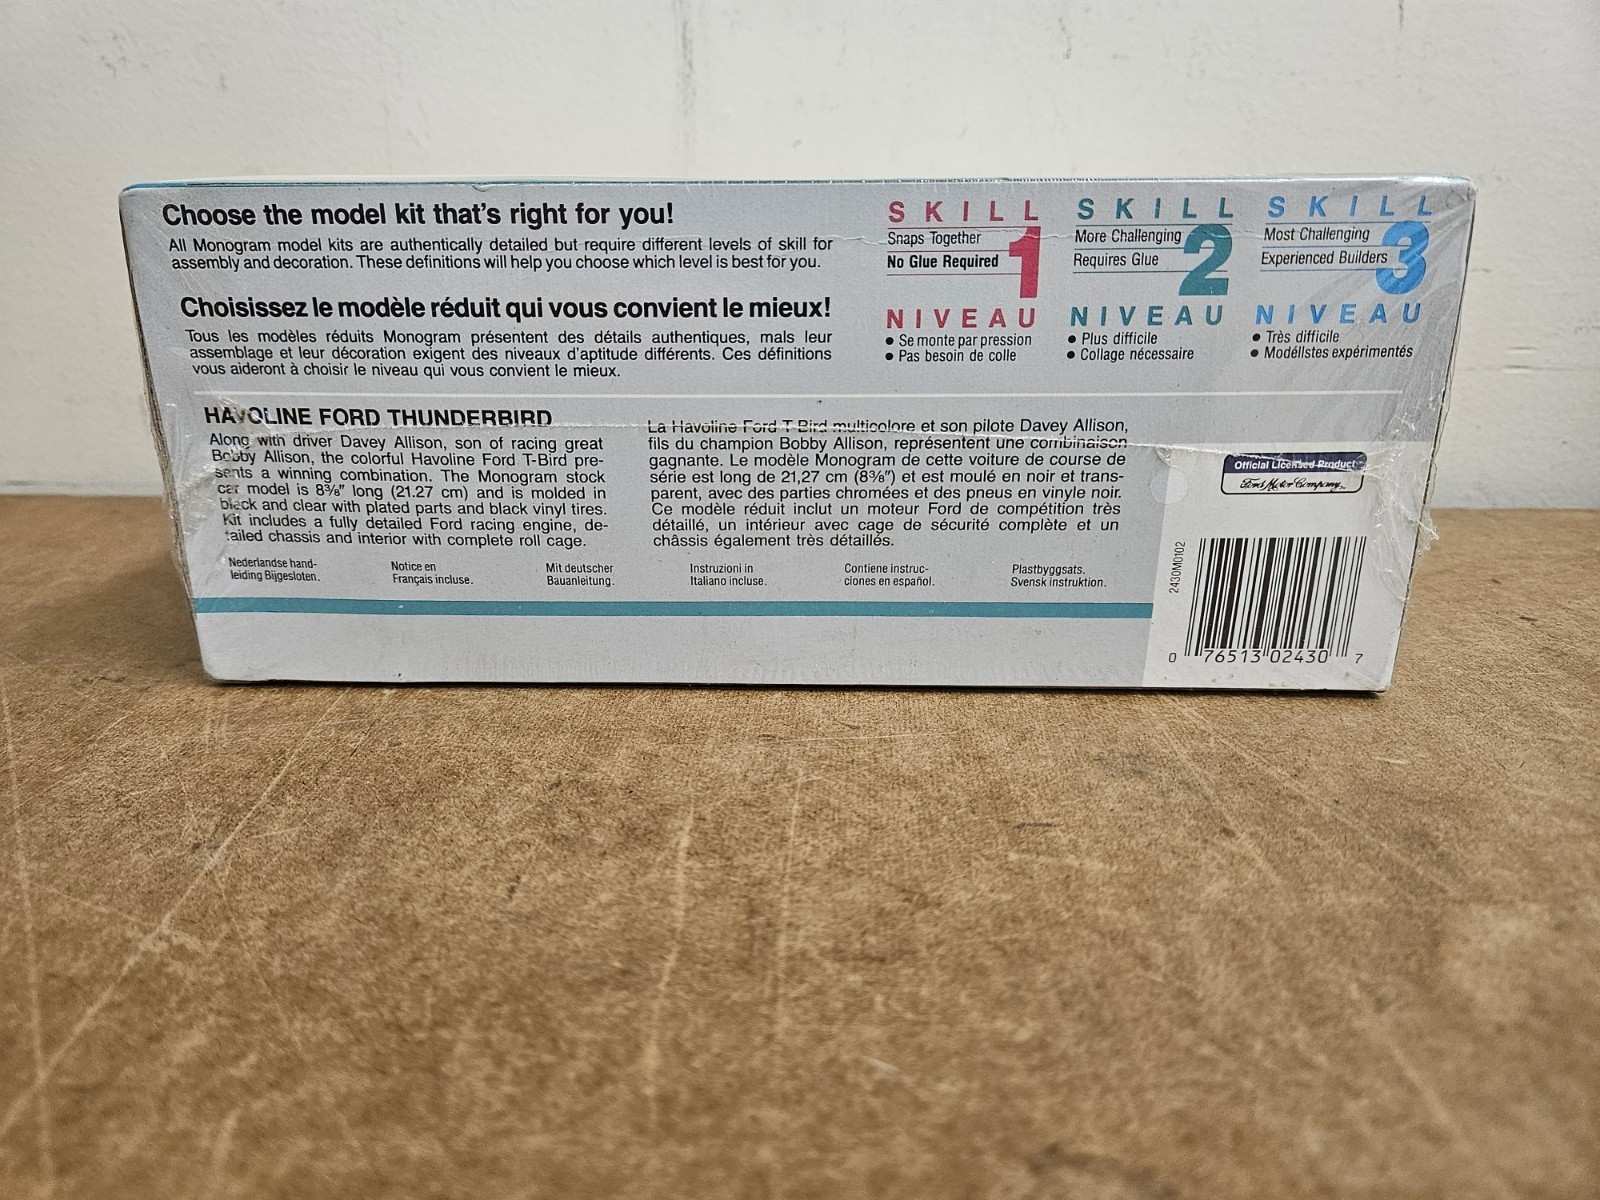 Choose the model kit that's right for you!
All Monogram model kits are authentically detailed but require different levels of skill for
assembly and decoration. These definitions will help you choose which level is best for you.
Choisissez le modèle réduit qui vous convient le mieux!
Tous les modèles réduits Monogram présentent des détails authentiques, mals leur
assemblage et leur décoration exigent des niveaux d'aptitude différents. Ces définitions
vous aideront à choisir le niveau qui vous convient le mieux.
SKILL 1
Snaps Together
No Glue Required
NIVEAU
• Se monte par pression
• Pas besoin de colle
SKILL 2
More Challenging
Requires Glue
NIVEAU
• Plus difficile
• Collage nécessaire
SKILL 3
Most Challenging
Experienced Builders
NIVEAU
• Très difficile
• Modélistes expérimentés
HAVOLINE FORD THUNDERBIRD
Along with driver Davey Allison, son of racing great
Bobby Allison, the colorful Havoline Ford T-Bird pre-
sents a winning combination. The Monogram stock
car model is 8⅜" long (21.27 cm) and is molded in
black and clear with plated parts and black vinyl tires.
Kit includes a fully detailed Ford racing engine, de-
tailed chassis and interior with complete roll cage.
La Havoline Ford T-Bird multicolore et son pilote Davey Allison,
fils du champion Bobby Allison, représentent une combinaison
gagnante. Le modèle Monogram de cette voiture de course de
série est long de 21,27 cm (8⅜") et est moulé en noir et trans-
parent, avec des parties chromées et des pneus en vinyle noir.
Ce modèle réduit inclut un moteur Ford de compétition très
détaillé, un intérieur avec cage de sécurité complète et un
châssis également très détaillés.
Nederlandse hand-
leiding Bijgesloten.
Notice en
Français incluse.
Mit deutscher
Bauanleitung.
Instruzioni in
Italiano incluse.
Contiene instruc-
ciones en español.
Plastbyggsats.
Svensk instruktion.
Official Licensed Product
Ford Motor Company
2430M0102
0 76513 02430 7